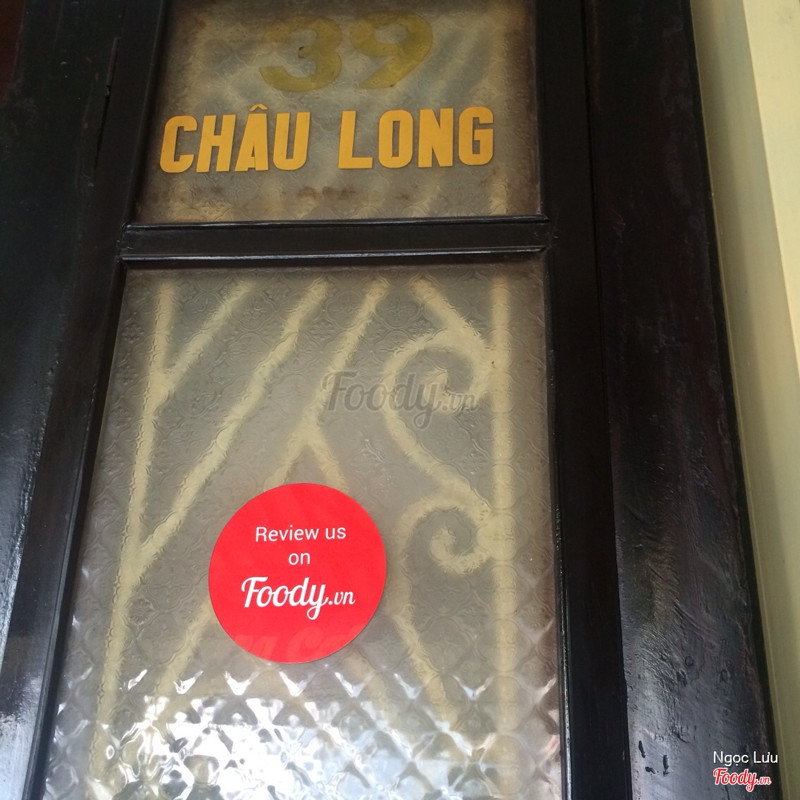 39
CHÂU LONG
Foody.vn
Review us
on
Foody.vn
Ngọc Lưu
Foody.vn